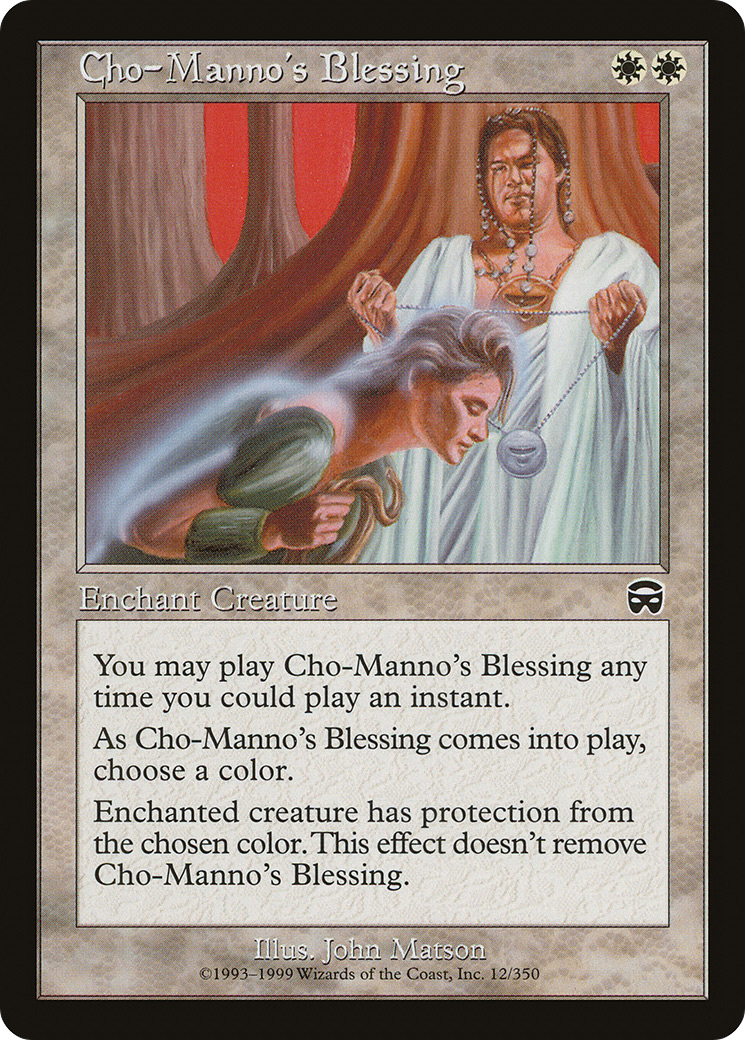 Cho-Manno's Blessing
Enchant Creature
You may play Cho-Manno's Blessing any
time you could play an instant.
As Cho-Manno's Blessing comes into play,
choose a color.
Enchanted creature has protection from
the chosen color. This effect doesn't remove
Cho-Manno's Blessing.
Illus. John Matson
©1993–1999 Wizards of the Coast, Inc. 12/350